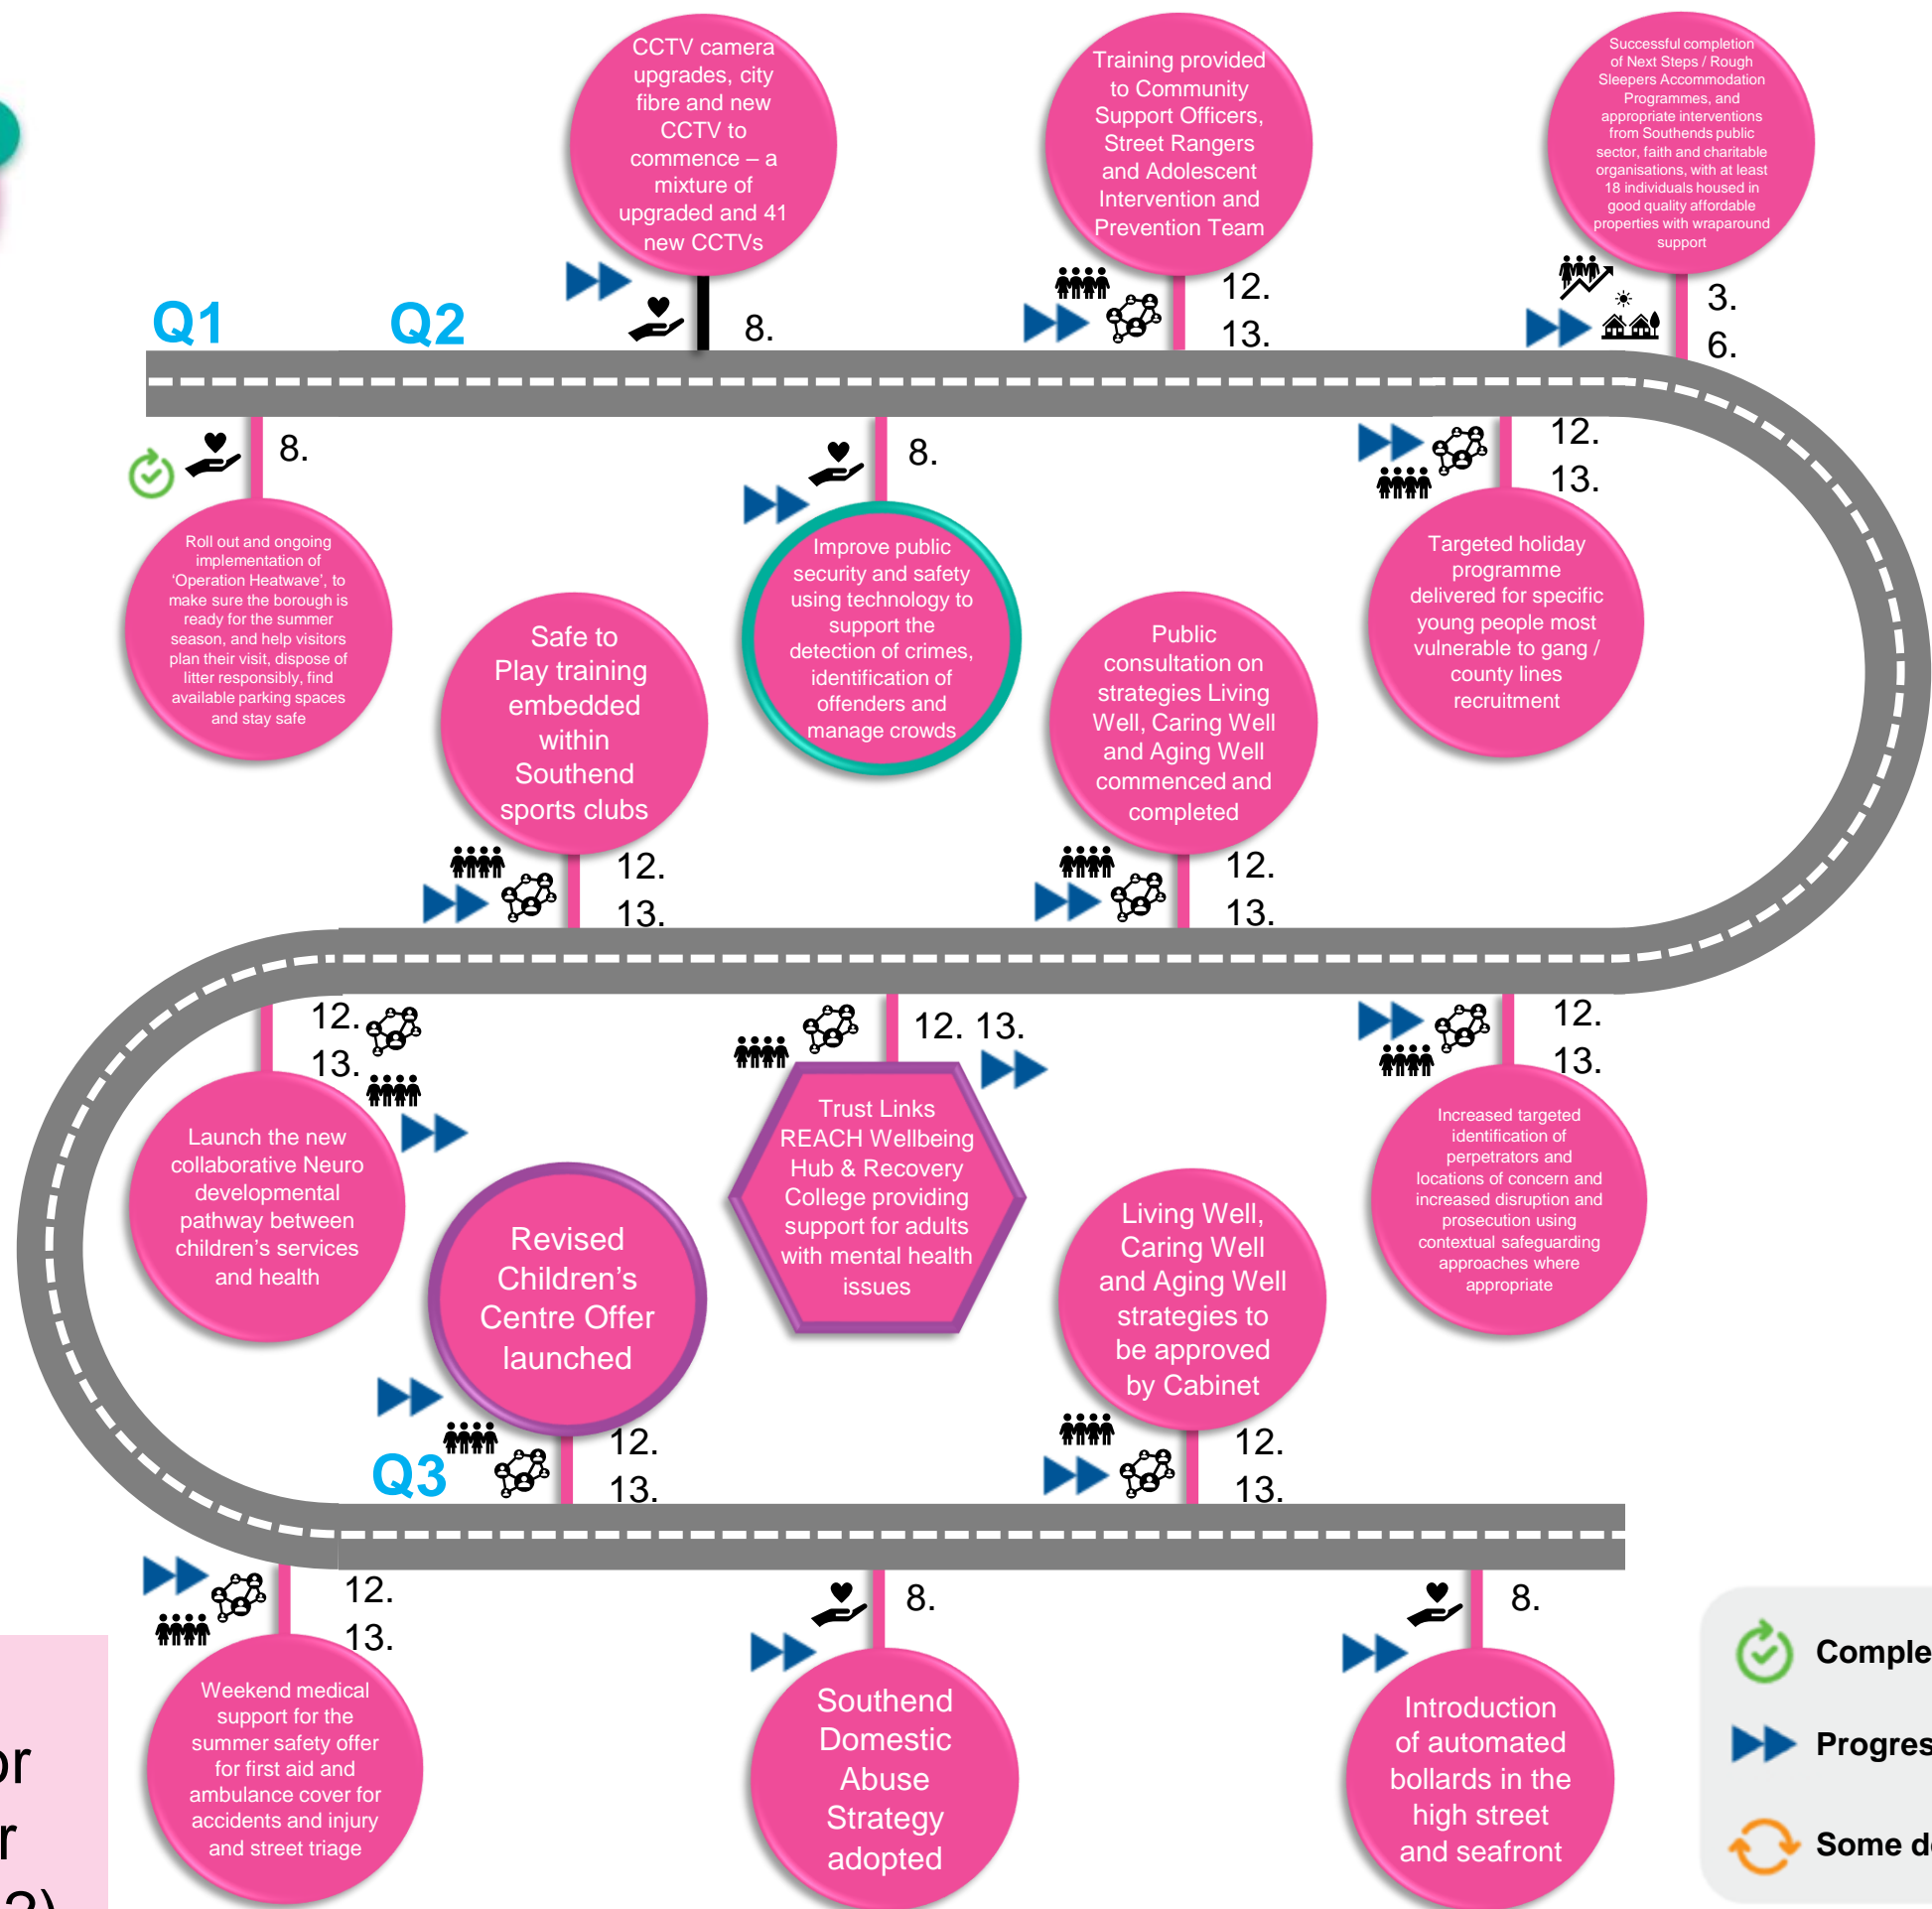 CCTV camera
upgrades, city
fibre and new
CCTV to
commence – a
mixture of
upgraded and 41
new CCTVs
8.
Training provided
to Community
Support Officers,
Street Rangers
and Adolescent
Intervention and
Prevention Team
12.
13.
Successful completion
of Next Steps / Rough
Sleepers Accommodation
Programmes, and
appropriate interventions
from Southends public
sector, faith and charitable
organisations, with at least
18 individuals housed in
good quality affordable
properties with wraparound
support
3.
6.
Q1
Q2
8.
Roll out and ongoing
implementation of
‘Operation Heatwave’, to
make sure the borough is
ready for the summer
season, and help visitors
plan their visit, dispose of
litter responsibly, find
available parking spaces
and stay safe
8.
Improve public
security and safety
using technology to
support the
detection of crimes,
identification of
offenders and
manage crowds
12.
13.
Targeted holiday
programme
delivered for specific
young people most
vulnerable to gang /
county lines
recruitment
Safe to
Play training
embedded
within
Southend
sports clubs
12.
13.
Public
consultation on
strategies Living
Well, Caring Well
and Aging Well
commenced and
completed
12.
13.
12.
13.
Launch the new
collaborative Neuro
developmental
pathway between
children’s services
and health
12. 13.
Trust Links
REACH Wellbeing
Hub & Recovery
College providing
support for adults
with mental health
issues
12.
13.
Increased targeted
identification of
perpetrators and
locations of concern and
increased disruption and
prosecution using
contextual safeguarding
approaches where
appropriate
Revised
Children’s
Centre Offer
launched
12.
13.
Living Well,
Caring Well
and Aging Well
strategies to
be approved
by Cabinet
12.
13.
Q3
12.
13.
Weekend medical
support for the
summer safety offer
for first aid and
ambulance cover for
accidents and injury
and street triage
8.
Southend
Domestic
Abuse
Strategy
adopted
8.
Introduction
of automated
bollards in the
high street
and seafront
Comple
Progres
Some d
or
r
2)